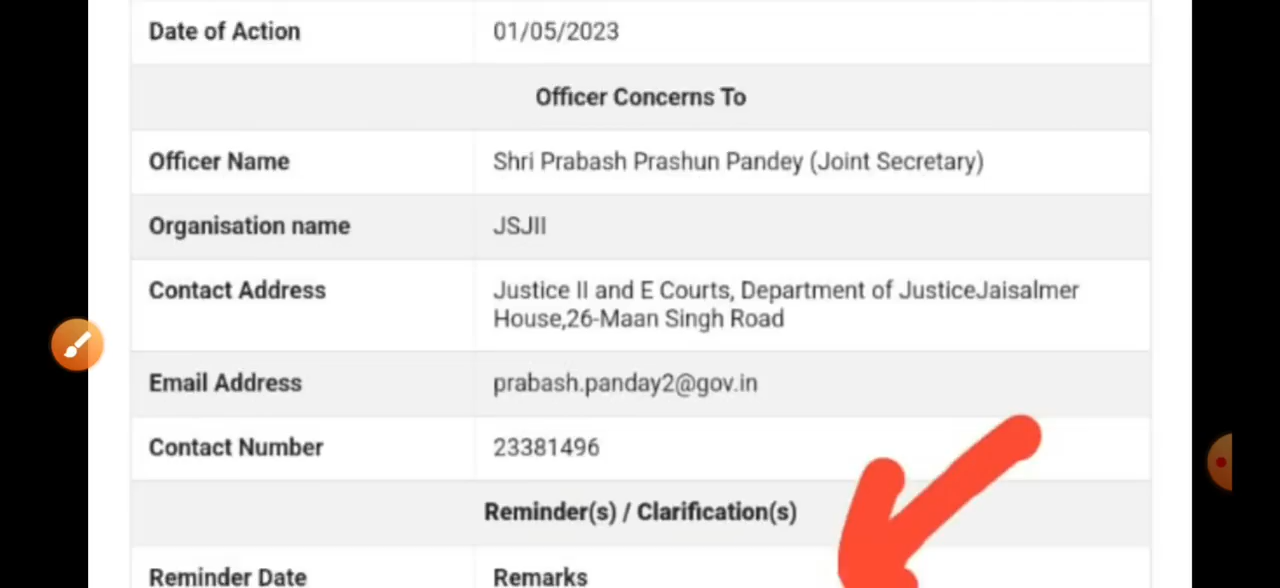 Date of Action 01/05/2023
Officer Concerns To
Officer Name Shri Prabash Prashun Pandey (Joint Secretary)
Organisation name JSJII
Contact Address Justice II and E Courts, Department of JusticeJaisalmer
House,26-Maan Singh Road
Email Address prabash.panday2@gov.in
Contact Number 23381496
Reminder(s) / Clarification(s)
Reminder Date Remarks